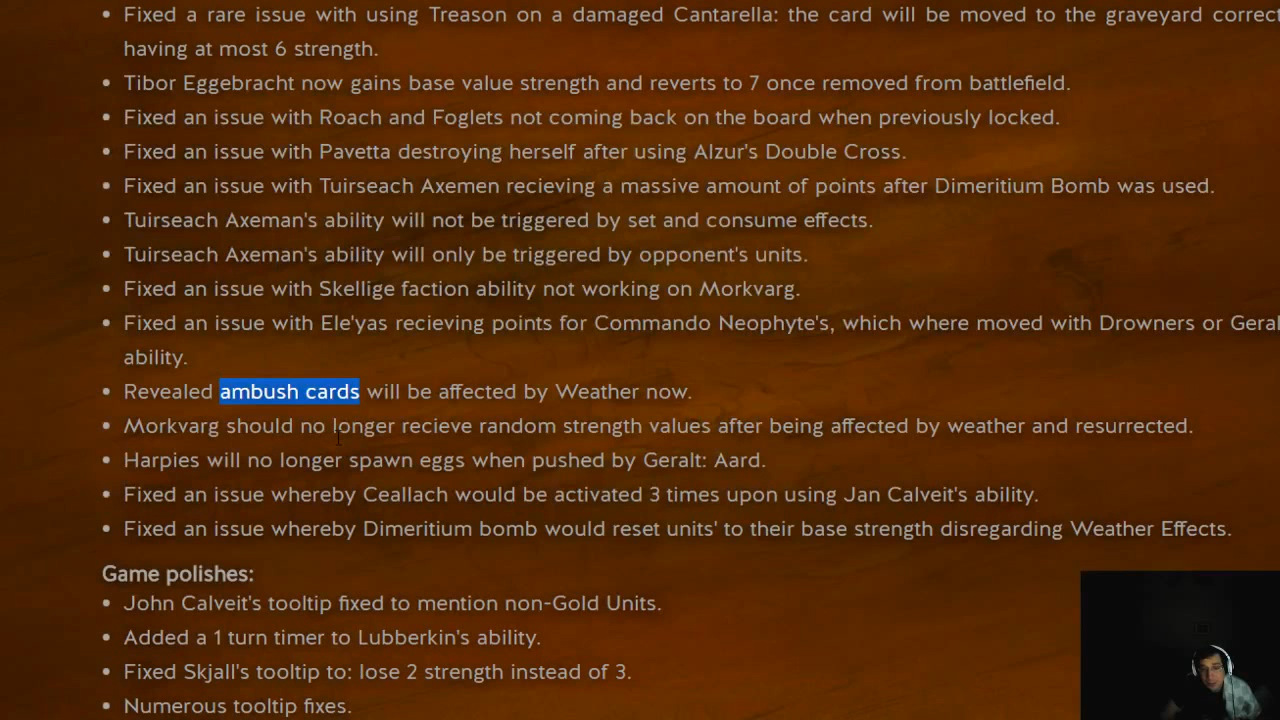 • Fixed a rare issue with using Treason on a damaged Cantarella: the card will be moved to the graveyard correct
having at most 6 strength.
• Tibor Eggebracht now gains base value strength and reverts to 7 once removed from battlefield.
• Fixed an issue with Roach and Foglets not coming back on the board when previously locked.
• Fixed an issue with Pavetta destroying herself after using Alzur's Double Cross.
• Fixed an issue with Tuirseach Axemen recieving a massive amount of points after Dimeritium Bomb was used.
• Tuirseach Axeman's ability will not be triggered by set and consume effects.
• Tuirseach Axeman's ability will only be triggered by opponent's units.
• Fixed an issue with Skellige faction ability not working on Morkvarg.
• Fixed an issue with Ele'yas recieving points for Commando Neophyte's, which where moved with Drowners or Geral
ability.
• Revealed ambush cards will be affected by Weather now.
• Morkvarg should no longer recieve random strength values after being affected by weather and resurrected.
• Harpies will no longer spawn eggs when pushed by Geralt: Aard.
• Fixed an issue whereby Ceallach would be activated 3 times upon using Jan Calveit's ability.
• Fixed an issue whereby Dimeritium bomb would reset units' to their base strength disregarding Weather Effects.
Game polishes:
• John Calveit's tooltip fixed to mention non-Gold Units.
• Added a 1 turn timer to Lubberkin's ability.
• Fixed Skjall's tooltip to: lose 2 strength instead of 3.
• Numerous tooltip fixes.